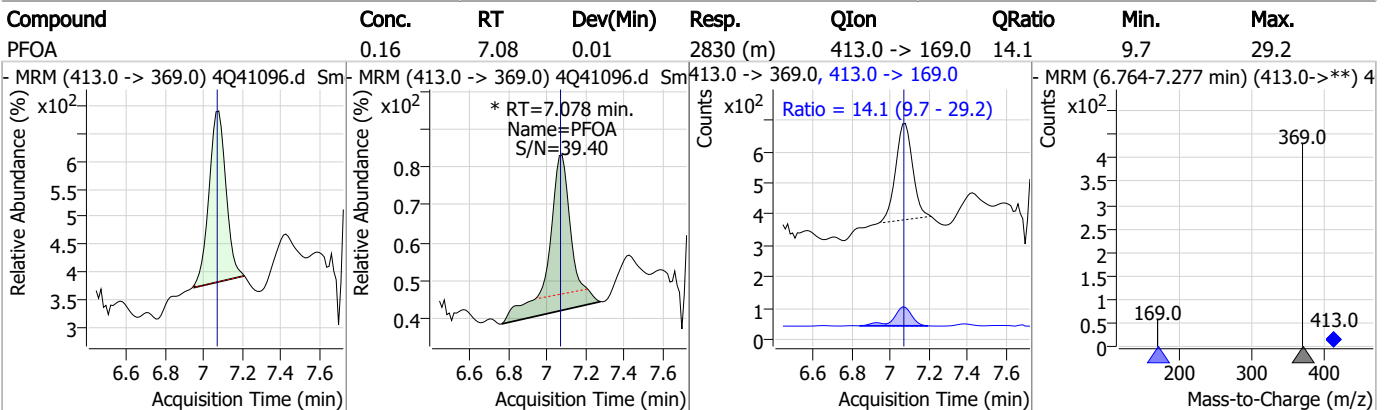 Compound Conc. RT Dev(Min) Resp. QIon QRatio Min. Max.
PFOA 0.16 7.08 0.01 2830 (m) 413.0 -> 169.0 14.1 9.7 29.2
- MRM (413.0 -> 369.0) 4Q41096.d Sm
Relative Abundance (%)
x10²
6
5.5
5
4.5
4
3.5
3
6.6 6.8 7 7.2 7.4 7.6
Acquisition Time (min)
- MRM (413.0 -> 369.0) 4Q41096.d Sm
Relative Abundance (%)
x10²
* RT=7.078 min.
Name=PFOA
S/N=39.40
0.8
0.7
0.6
0.5
0.4
6.6 6.8 7 7.2 7.4 7.6
Acquisition Time (min)
413.0 -> 369.0, 413.0 -> 169.0
Counts
x10²
Ratio = 14.1 (9.7 - 29.2)
6
5
4
3
2
1
0
6.6 6.8 7 7.2 7.4 7.6
Acquisition Time (min)
- MRM (6.764-7.277 min) (413.0->**) 4
Counts
x10²
369.0
4
3.5
3
2.5
2
1.5
1
0.5
0
169.0
413.0
200 300 400
Mass-to-Charge (m/z)